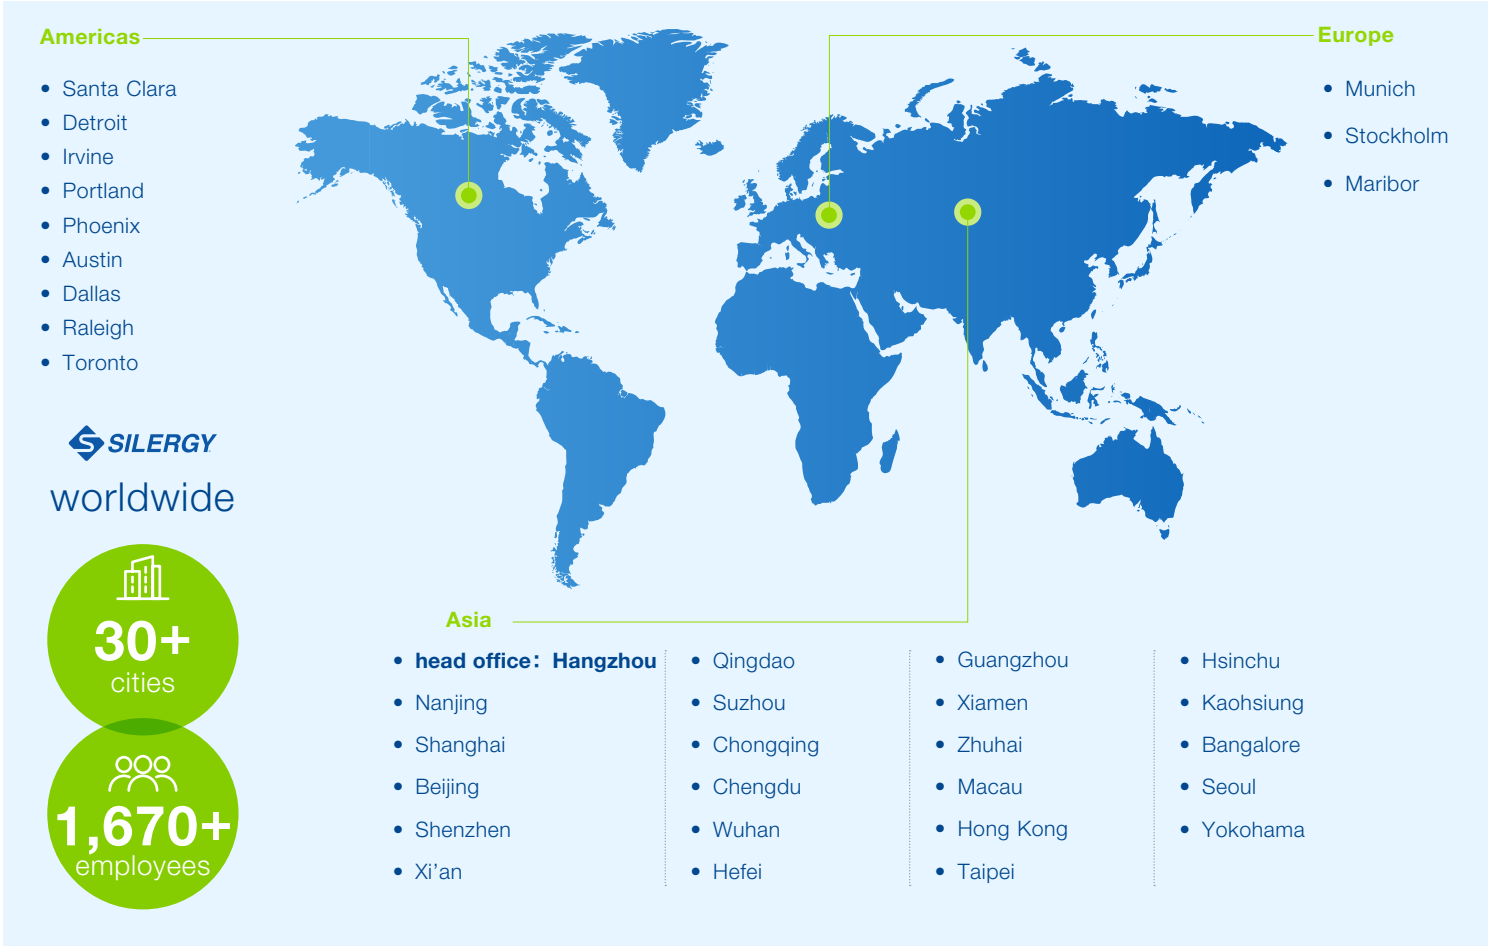 Americas
• Santa Clara
• Detroit
• Irvine
• Portland
• Phoenix
• Austin
• Dallas
• Raleigh
• Toronto
Europe
• Munich
• Stockholm
• Maribor
SILERGY
worldwide
30+
cities
1,670+
employees
Asia
• head office：Hangzhou
• Nanjing
• Shanghai
• Beijing
• Shenzhen
• Xi’an
• Qingdao
• Suzhou
• Chongqing
• Chengdu
• Wuhan
• Hefei
• Guangzhou
• Xiamen
• Zhuhai
• Macau
• Hong Kong
• Taipei
• Hsinchu
• Kaohsiung
• Bangalore
• Seoul
• Yokohama